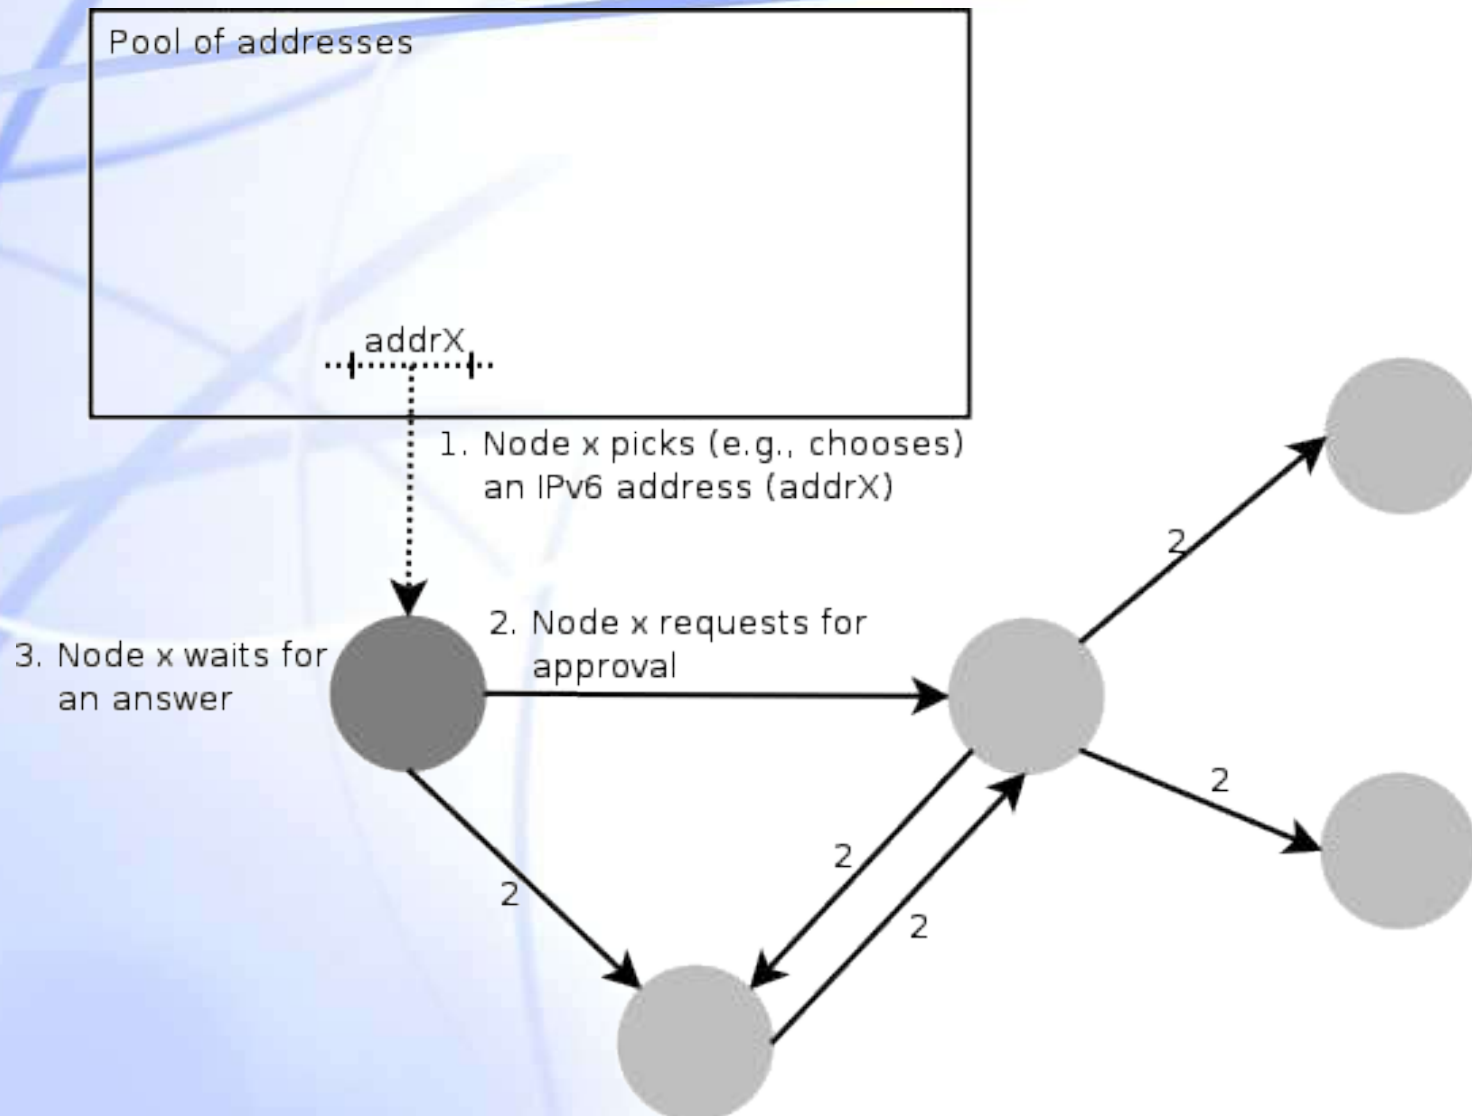 Pool of addresses
addrX
1. Node x picks (e.g., chooses)
an IPv6 address (addrX)
2
2. Node x requests for
approval
3. Node x waits for
an answer
2
2
2
2